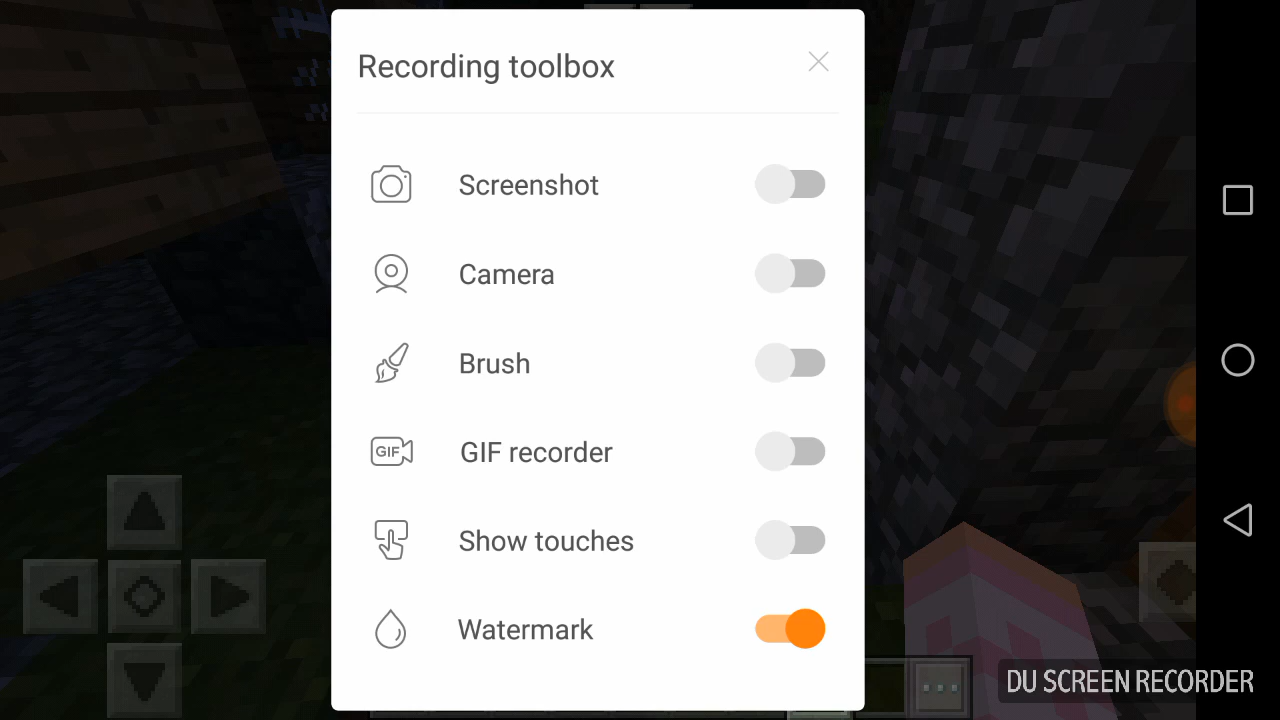 Recording toolbox
Screenshot
Camera
Brush
GIF
GIF recorder
Show touches
Watermark
DU SCREEN RECORDER